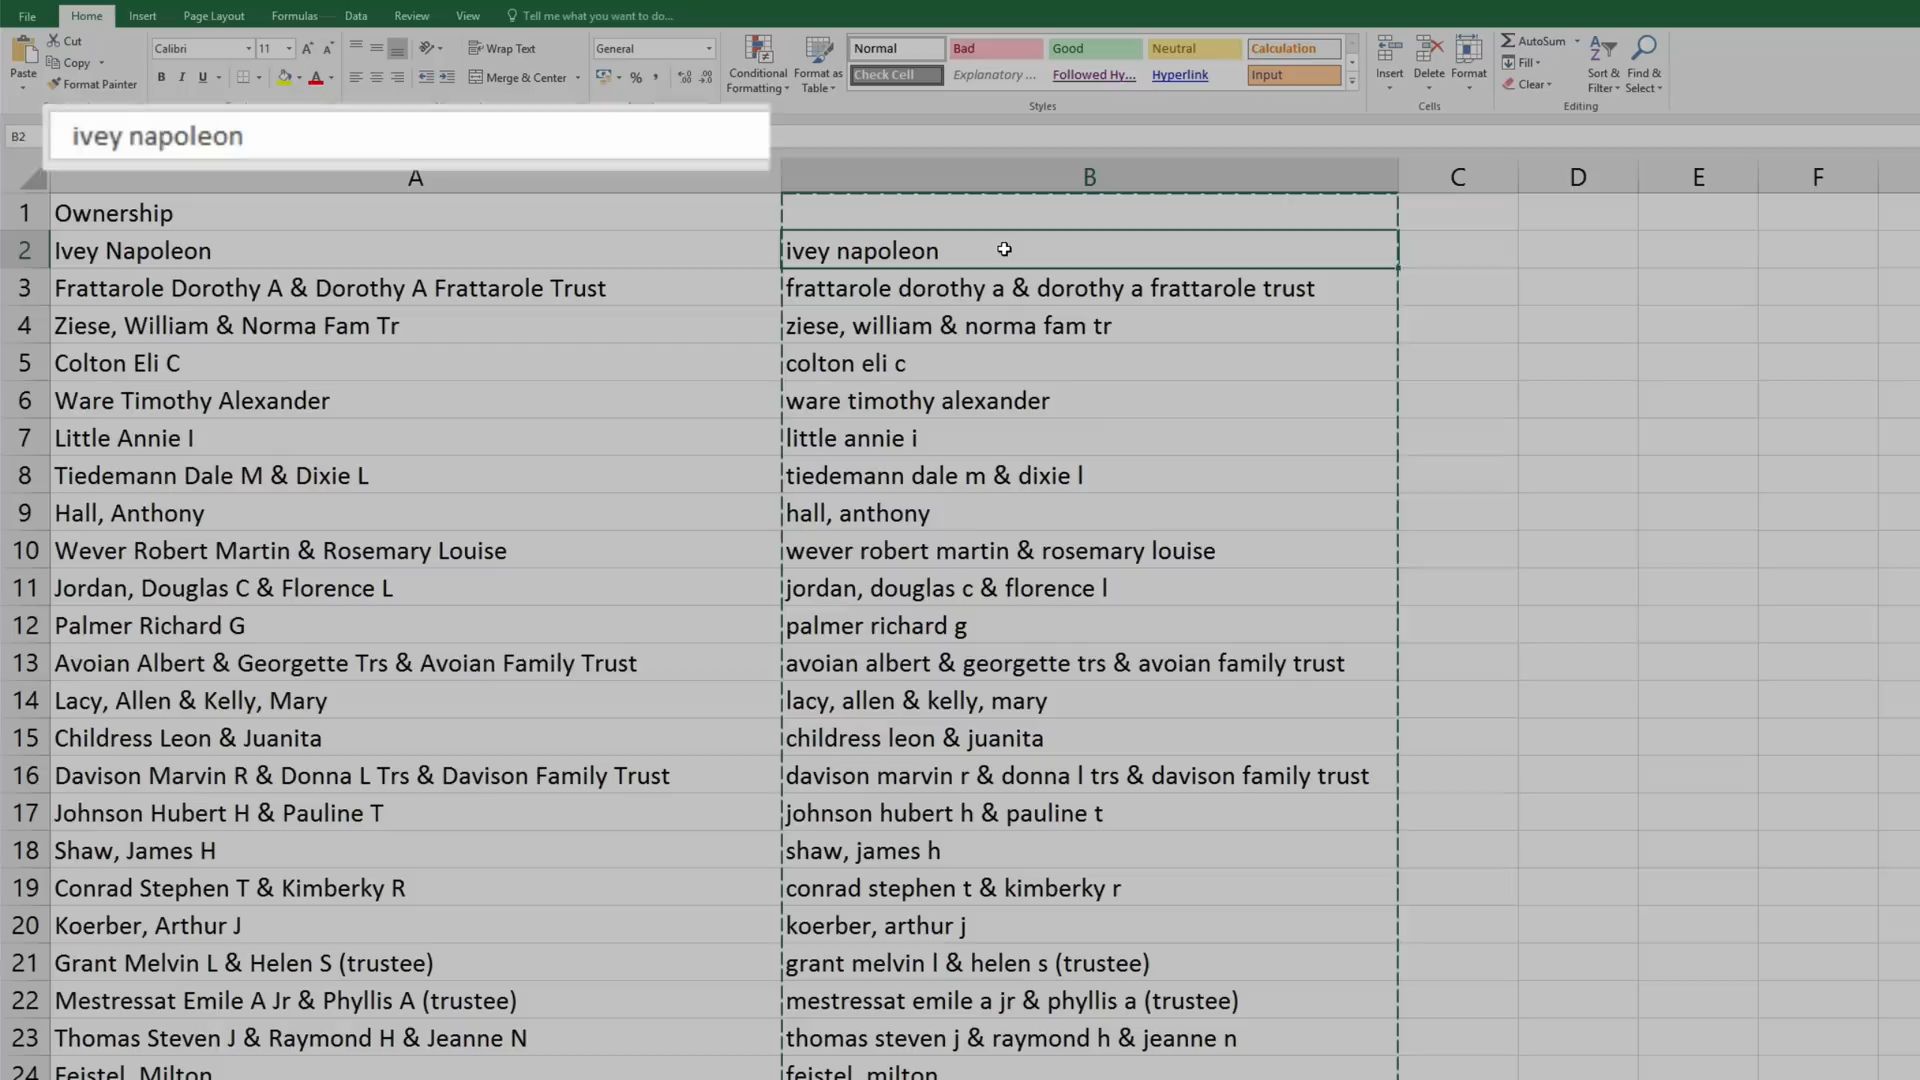 File Home Insert Page Layout Formulas Data Review View Tell me what you want to do...
Cut Calibri 11 Wrap Text General Normal Bad Good Neutral Calculation AutoSum
Copy Fill
Paste Format Painter B I U Merge & Center Conditional Formatting Format as Table Check Cell Explanatory ... Followed Hy... Hyperlink Input Insert Delete Format Clear Sort & Filter Find & Select
Styles Cells Editing
B2 ivey napoleon
A B C D E F
1 Ownership
2 Ivey Napoleon ivey napoleon
3 Frattarole Dorothy A & Dorothy A Frattarole Trust frattarole dorothy a & dorothy a frattarole trust
4 Ziese, William & Norma Fam Tr ziese, william & norma fam tr
5 Colton Eli C colton eli c
6 Ware Timothy Alexander ware timothy alexander
7 Little Annie I little annie i
8 Tiedemann Dale M & Dixie L tiedemann dale m & dixie l
9 Hall, Anthony hall, anthony
10 Wever Robert Martin & Rosemary Louise wever robert martin & rosemary louise
11 Jordan, Douglas C & Florence L jordan, douglas c & florence l
12 Palmer Richard G palmer richard g
13 Avoian Albert & Georgette Trs & Avoian Family Trust avoian albert & georgette trs & avoian family trust
14 Lacy, Allen & Kelly, Mary lacy, allen & kelly, mary
15 Childress Leon & Juanita childress leon & juanita
16 Davison Marvin R & Donna L Trs & Davison Family Trust davison marvin r & donna l trs & davison family trust
17 Johnson Hubert H & Pauline T johnson hubert h & pauline t
18 Shaw, James H shaw, james h
19 Conrad Stephen T & Kimberky R conrad stephen t & kimberky r
20 Koerber, Arthur J koerber, arthur j
21 Grant Melvin L & Helen S (trustee) grant melvin l & helen s (trustee)
22 Mestressat Emile A Jr & Phyllis A (trustee) mestressat emile a jr & phyllis a (trustee)
23 Thomas Steven J & Raymond H & Jeanne N thomas steven j & raymond h & jeanne n
24 Feistel, Milton feistel, milton